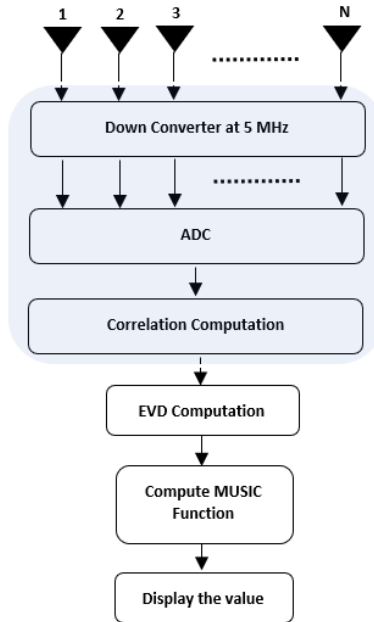 1 2 3 N
Down Converter at 5 MHz
ADC
Correlation Computation
EVD Computation
Compute MUSIC
Function
Display the value